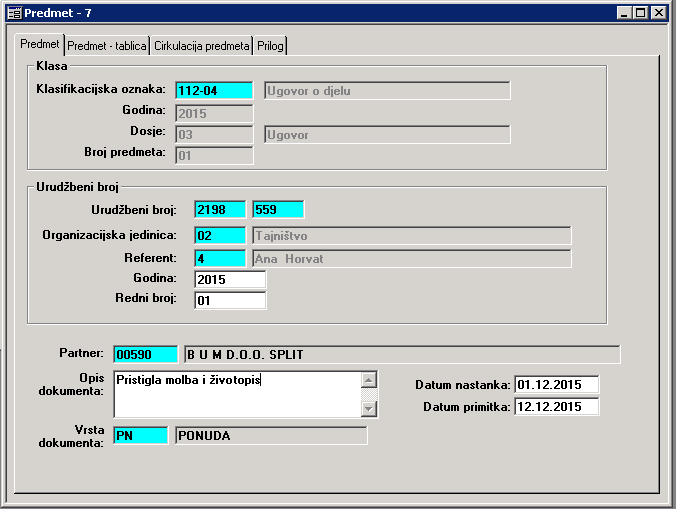 Predmet - 7
Predmet Predmet - tablica Cirkulacija predmeta Prilog
Klasa
Klasifikacijska oznaka: 112-04 Ugovor o djelu
Godina: 2015
Dosje: 03 Ugovor
Broj predmeta: 01
Urudžbeni broj
Urudžbeni broj: 2198 559
Organizacijska jedinica: 02 Tajništvo
Referent: 4 Ana Horvat
Godina: 2015
Redni broj: 01
Partner: 00590 B U M D.O.O. SPLIT
Opis dokumenta: Pristigla molba i životopis
Datum nastanka: 01.12.2015
Datum primitka: 12.12.2015
Vrsta dokumenta: PN PONUDA